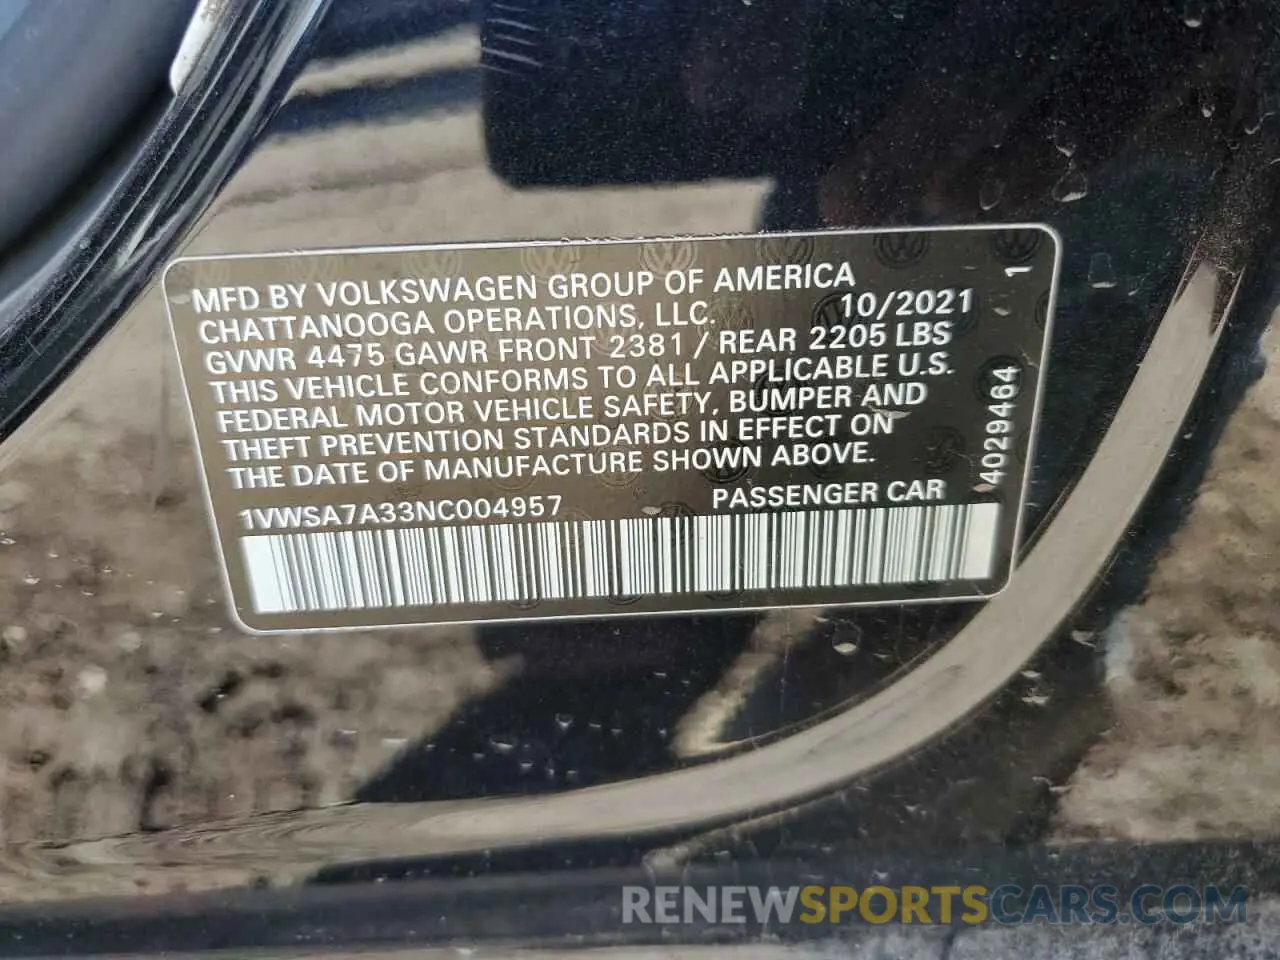 MFD BY VOLKSWAGEN GROUP OF AMERICA
CHATTANOOGA OPERATIONS, LLC. 10/2021
GVWR 4475 GAWR FRONT 2381 / REAR 2205 LBS
THIS VEHICLE CONFORMS TO ALL APPLICABLE U.S.
FEDERAL MOTOR VEHICLE SAFETY, BUMPER AND
THEFT PREVENTION STANDARDS IN EFFECT ON
THE DATE OF MANUFACTURE SHOWN ABOVE.
1VWSA7A33NC004957 PASSENGER CAR
4029464 1
RENEWSPORTSCARS.COM